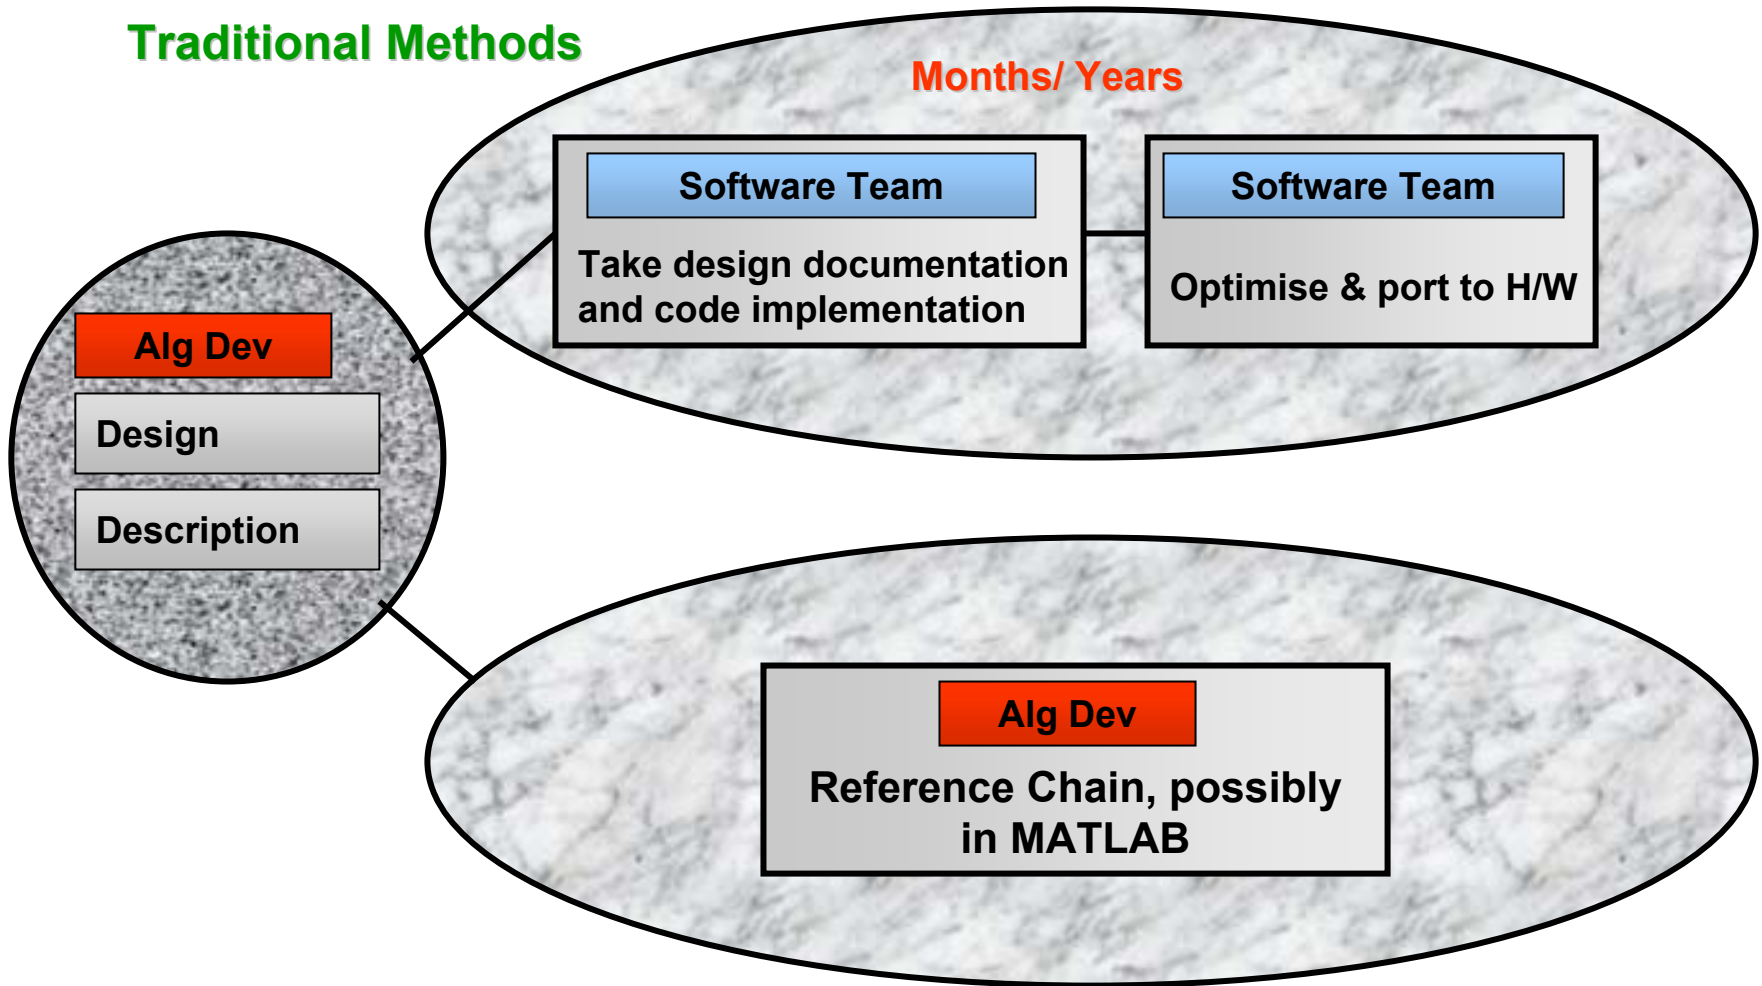 Traditional Methods
Months/ Years
Software Team
Take design documentation
and code implementation
Software Team
Optimise & port to H/W
Alg Dev
Design
Description
Alg Dev
Reference Chain, possibly
in MATLAB